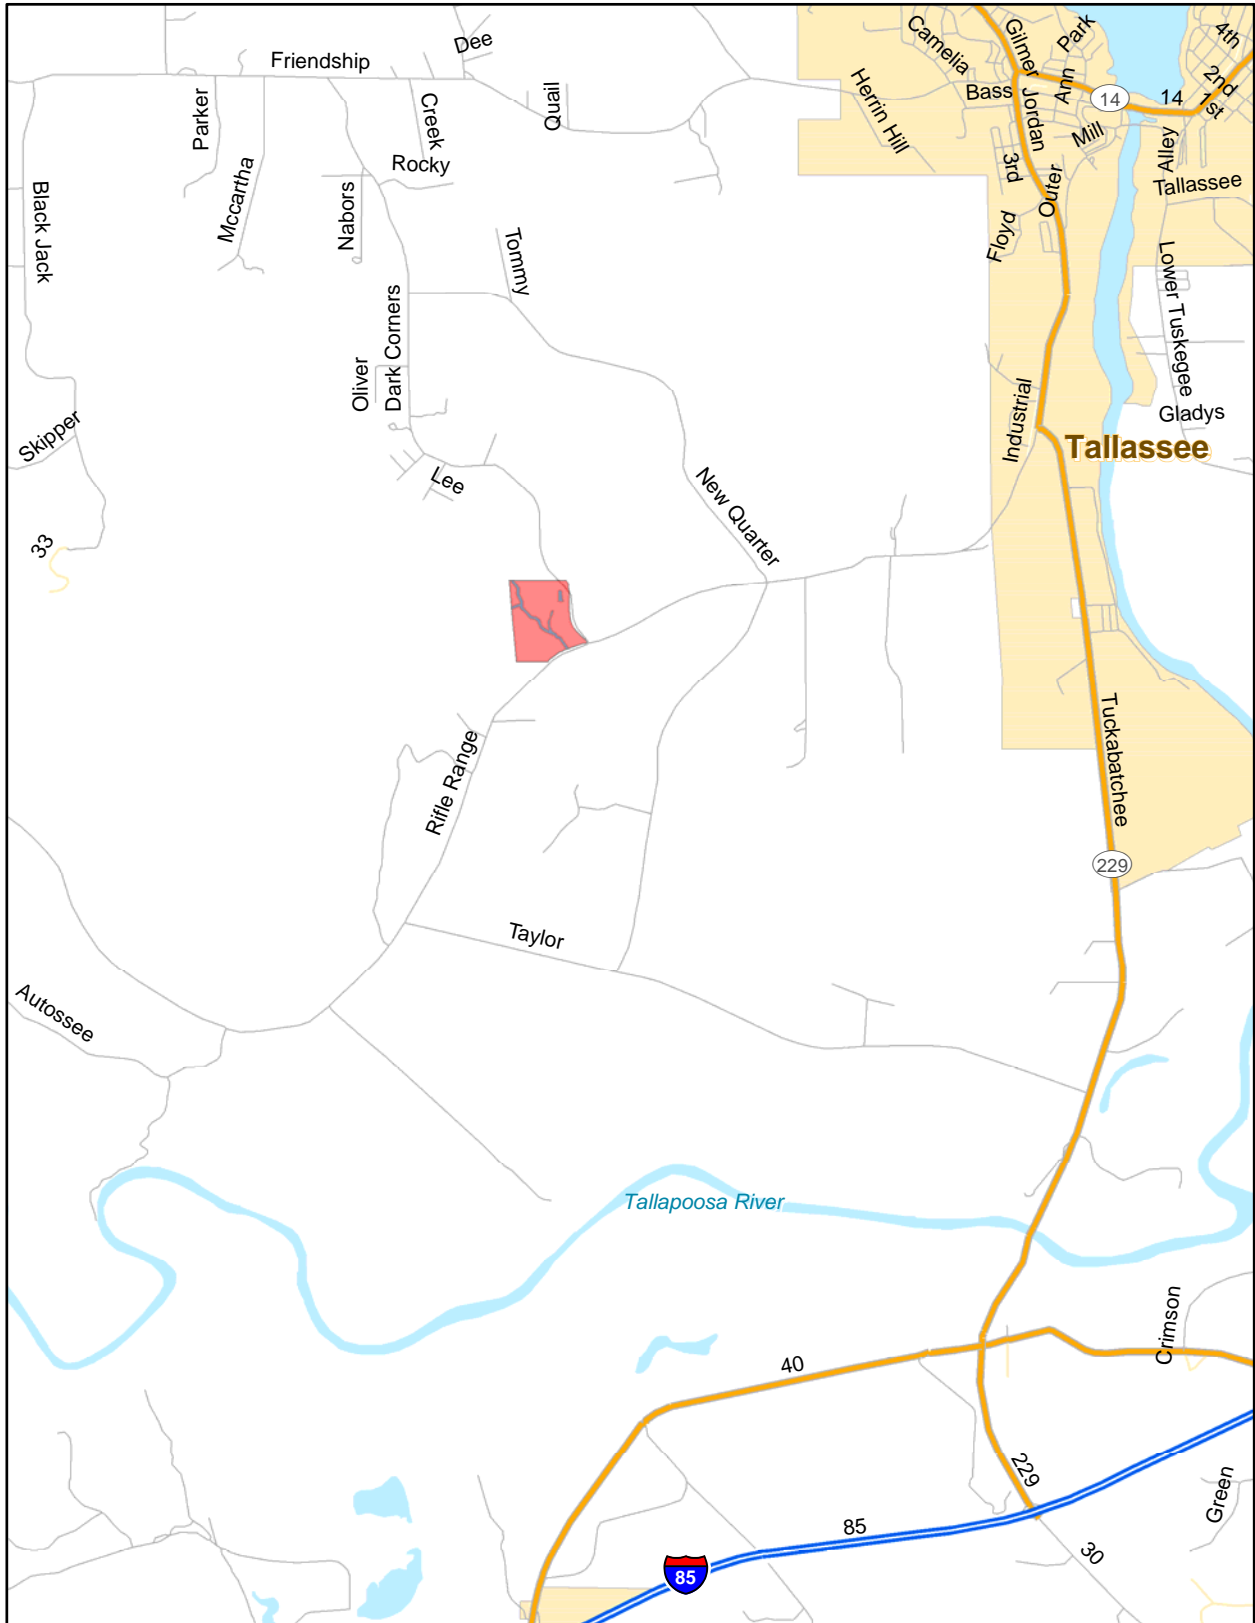 Dee
Friendship
Camelia
Gilmer
Park
4th
Parker
Creek
Quail
Herrin Hill
Bass
Jordan
Ann
14
14
2nd
1st
Mccartha
Rocky
3rd
Mill
Alley
Black Jack
Nabors
Outer
Tallassee
Tommy
Floyd
Lower Tuskegee
Oliver
Dark Corners
Industrial
Gladys
Skipper
Tallassee
Lee
New Quarter
33
Tuckabatchee
Rifle Range
229
Taylor
Autossee
Tallapoosa River
Crimson
40
229
Green
85
30
85